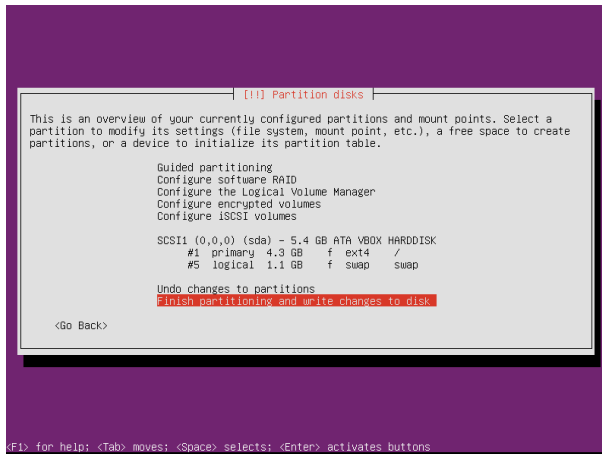 [!!] Partition disks
This is an overview of your currently configured partitions and mount points. Select a
partition to modify its settings (file system, mount point, etc.), a free space to create
partitions, or a device to initialize its partition table.
Guided partitioning
Configure software RAID
Configure the Logical Volume Manager
Configure encrypted volumes
Configure iSCSI volumes
SCSI1 (0,0,0) (sda) - 5.4 GB ATA VBOX HARDDISK
#1 primary 4.3 GB f ext4 /
#5 logical 1.1 GB f swap swap
Undo changes to partitions
Finish partitioning and write changes to disk
<Go Back>
<F1> for help; <Tab> moves; <Space> selects; <Enter> activates buttons